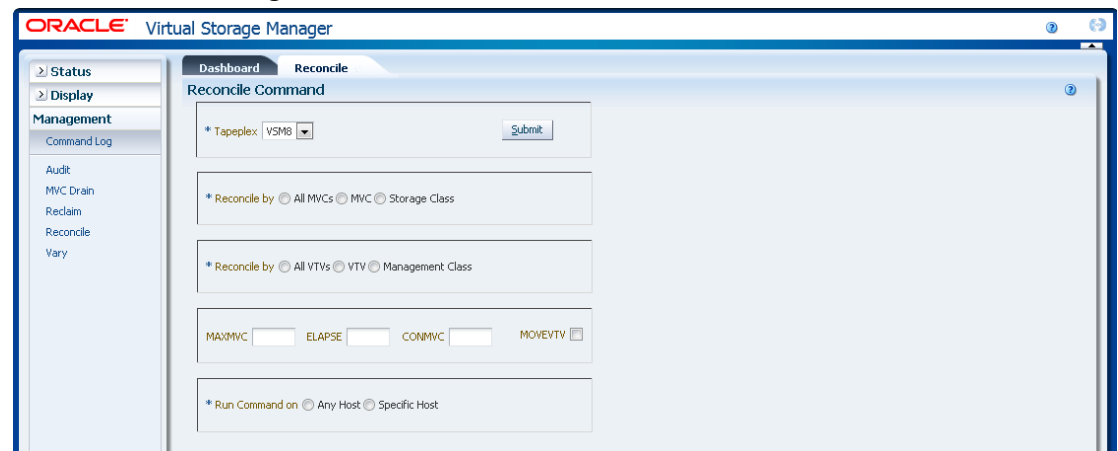 ORACLE Virtual Storage Manager
Status
Display
Management
Command Log
Audit
MVC Drain
Reclaim
Reconcile
Vary
Dashboard Reconcile
Reconcile Command
* Tapeplex VSM8 Submit
* Reconcile by All MVCs MVC Storage Class
* Reconcile by All VTVs VTV Management Class
MAXMVC ELAPSE CONMVC MOVEVTV
* Run Command on Any Host Specific Host